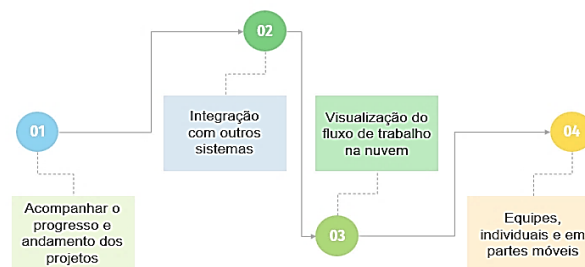 01
Acompanhar o
progresso e
andamento dos
projetos
02
Integração
com outros
sistemas
Visualização do
fluxo de trabalho
na nuvem
03
04
Equipes,
individuais e em
partes móveis